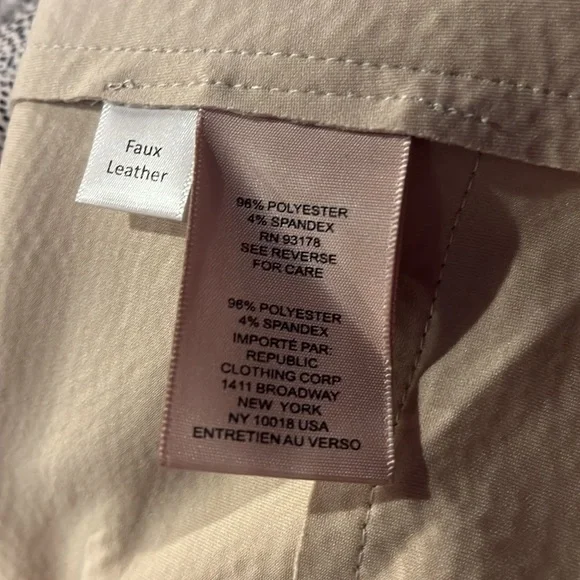 Faux
Leather
96% POLYESTER
4% SPANDEX
RN 93178
SEE REVERSE
FOR CARE
96% POLYESTER
4% SPANDEX
IMPORTÉ PAR:
REPUBLIC
CLOTHING CORP
1411 BROADWAY
NEW YORK
NY 10018 USA
ENTRETIEN AU VERSO